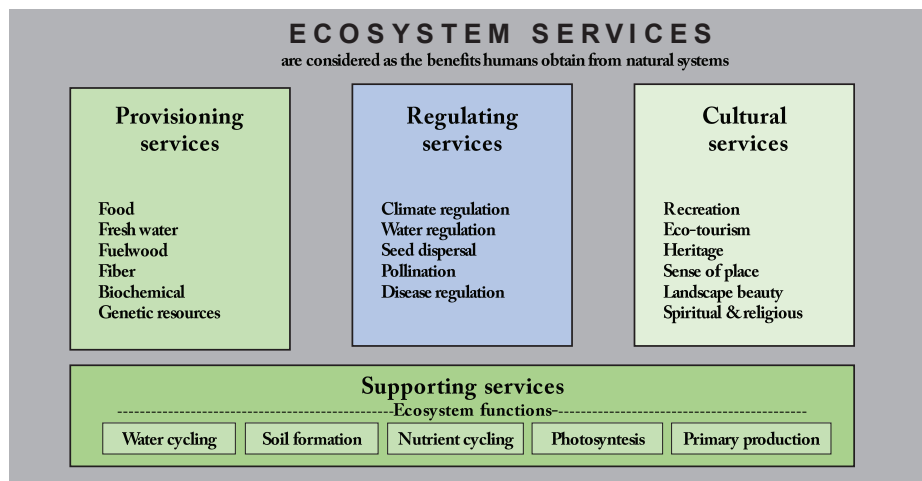 ECOSYSTEM SERVICES
are considered as the benefits humans obtain from natural systems
Provisioning
services
Food
Fresh water
Fuelwood
Fiber
Biochemical
Genetic resources
Regulating
services
Climate regulation
Water regulation
Seed dispersal
Pollination
Disease regulation
Cultural
services
Recreation
Eco-tourism
Heritage
Sense of place
Landscape beauty
Spiritual & religious
Supporting services
Ecosystem functions
Water cycling
Soil formation
Nutrient cycling
Photosyntesis
Primary production